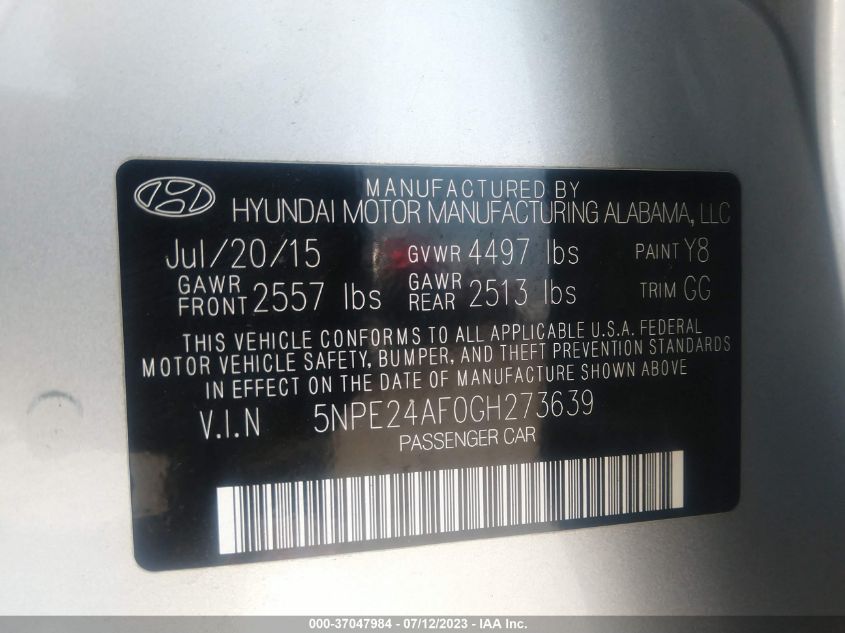 MANUFACTURED BY
HYUNDAI MOTOR MANUFACTURING ALABAMA, LLC
Jul/20/15 GVWR 4497 lbs PAINT Y8
GAWR FRONT 2557 lbs GAWR REAR 2513 lbs TRIM GG
THIS VEHICLE CONFORMS TO ALL APPLICABLE U.S.A. FEDERAL
MOTOR VEHICLE SAFETY, BUMPER, AND THEFT PREVENTION STANDARDS
IN EFFECT ON THE DATE OF MANUFACTURE SHOWN ABOVE
V.I.N 5NPE24AF0GH273639
PASSENGER CAR
000-37047984 - 07/12/2023 - IAA Inc.